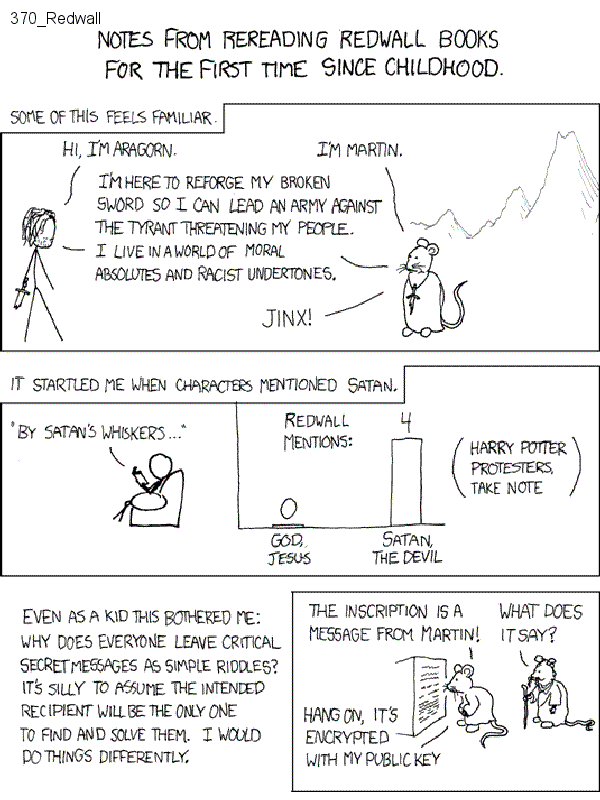 370_Redwall
NOTES FROM REREADING REDWALL BOOKS
FOR THE FIRST TIME SINCE CHILDHOOD.
SOME OF THIS FEELS FAMILIAR.
HI, I'M ARAGORN.
I'M MARTIN.
I'M HERE TO REFORGE MY BROKEN
SWORD SO I CAN LEAD AN ARMY AGAINST
THE TYRANT THREATENING MY PEOPLE.
I LIVE IN A WORLD OF MORAL
ABSOLUTES AND RACIST UNDERTONES.
JINX!
IT STARTLED ME WHEN CHARACTERS MENTIONED SATAN.
"BY SATAN'S WHISKERS..."
REDWALL
MENTIONS:
0
4
GOD,
JESUS
SATAN,
THE DEVIL
(HARRY POTTER
PROTESTERS,
TAKE NOTE)
EVEN AS A KID THIS BOTHERED ME:
WHY DOES EVERYONE LEAVE CRITICAL
SECRET MESSAGES AS SIMPLE RIDDLES?
IT'S SILLY TO ASSUME THE INTENDED
RECIPIENT WILL BE THE ONLY ONE
TO FIND AND SOLVE THEM. I WOULD
DO THINGS DIFFERENTLY.
THE INSCRIPTION IS A
MESSAGE FROM MARTIN!
WHAT DOES
IT SAY?
HANG ON, IT'S
ENCRYPTED
WITH MY PUBLIC KEY